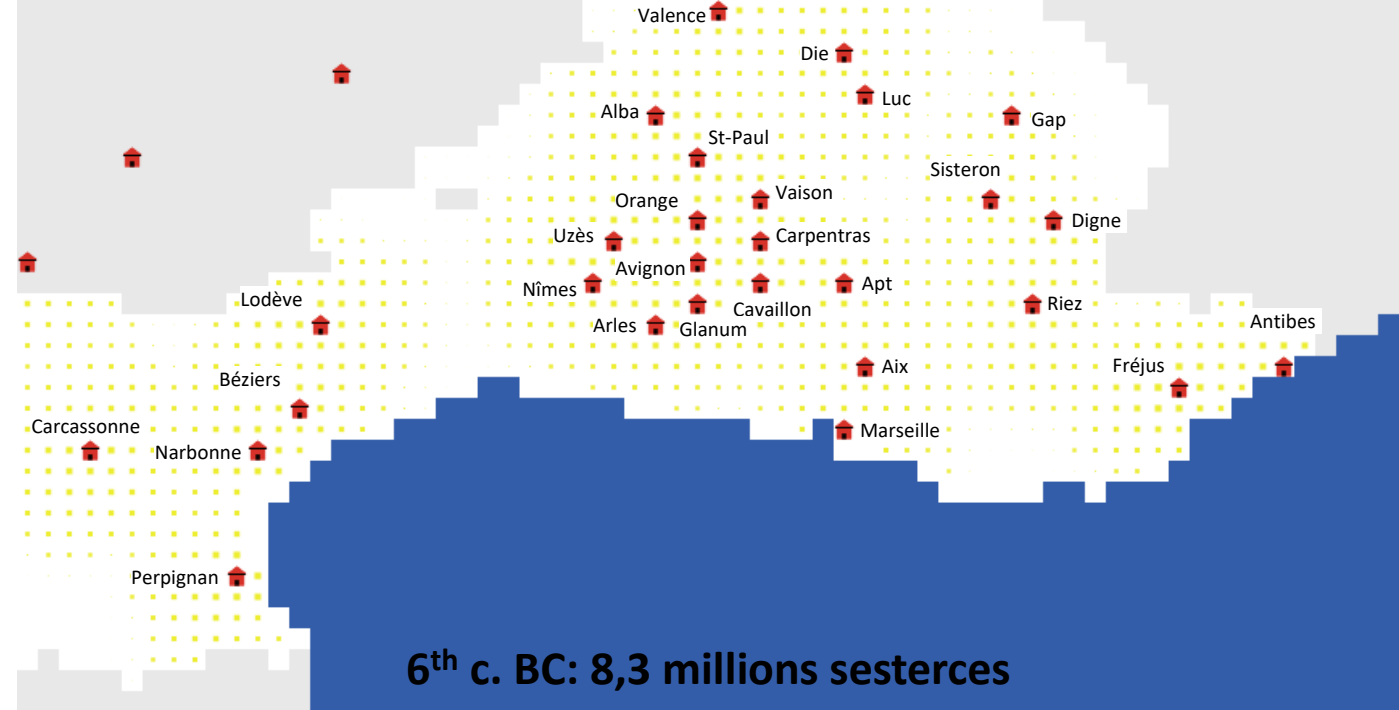 Valence
Die
Luc
Alba
Gap
St-Paul
Sisteron
Vaison
Orange
Digne
Uzès
Carpentras
Avignon
Nîmes
Apt
Lodève
Cavaillon
Riez
Arles
Glanum
Antibes
Aix
Fréjus
Béziers
Carcassonne
Marseille
Narbonne
Perpignan
6th c. BC: 8,3 millions sesterces